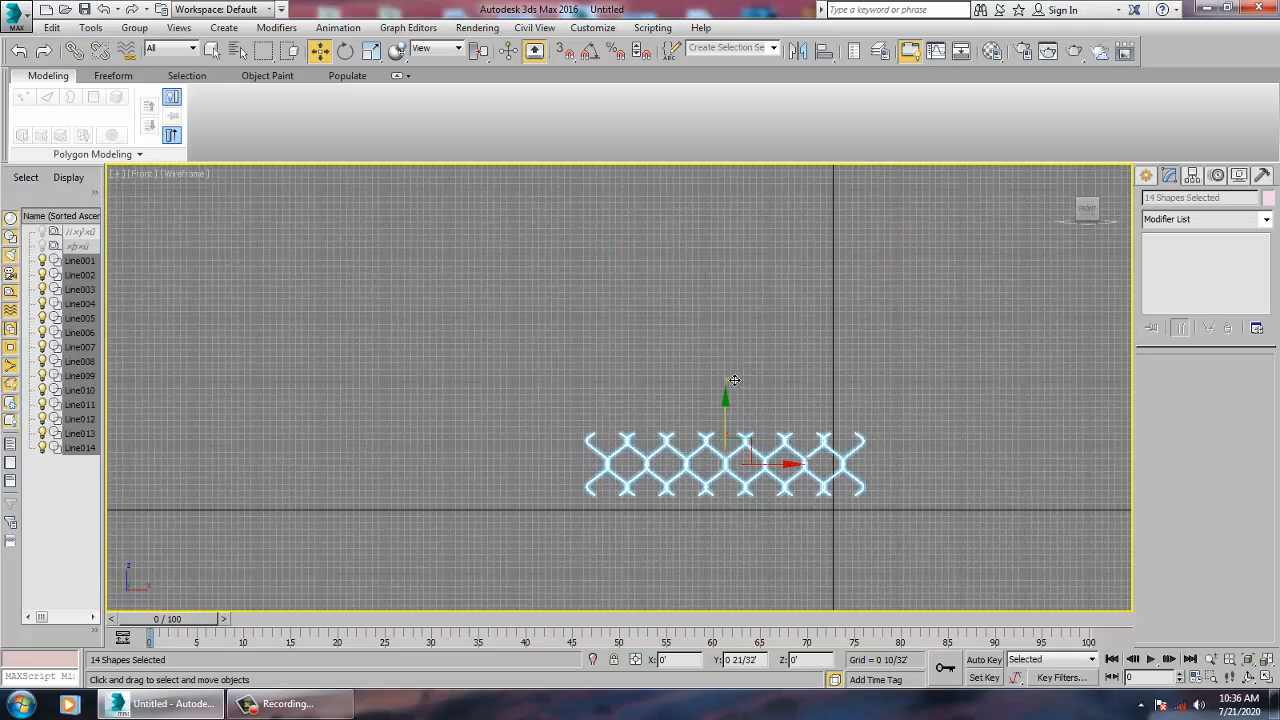 Workspace: Default
Autodesk 3ds Max 2016    Untitled
Type a keyword or phrase
Sign In
MAX
Edit Tools Group Views Create Modifiers Animation Graph Editors Rendering Civil View Customize Scripting Help
All
View
Create Selection Se
Modeling Freeform Selection Object Paint Populate
Polygon Modeling
Select Display
[+] [Front] [Wireframe]
FRONT
Name (Sorted Ascer
Line001
Line002
Line003
Line004
Line005
Line006
Line007
Line008
Line009
Line010
Line011
Line012
Line013
Line014
14 Shapes Selected
Modifier List
z
x
0 / 100
0 5 10 15 20 25 30 35 40 45 50 55 60 65 70 75 80 85 90 95 100
14 Shapes Selected
X: 0' Y: 0 21/32' Z: 0' Grid = 0 10/32'
Auto Key Selected
MAXScript Mi:
Click and drag to select and move objects
Add Time Tag
Set Key Key Filters...
0
Untitled - Autode...
Recording...
10:36 AM
7/21/2020